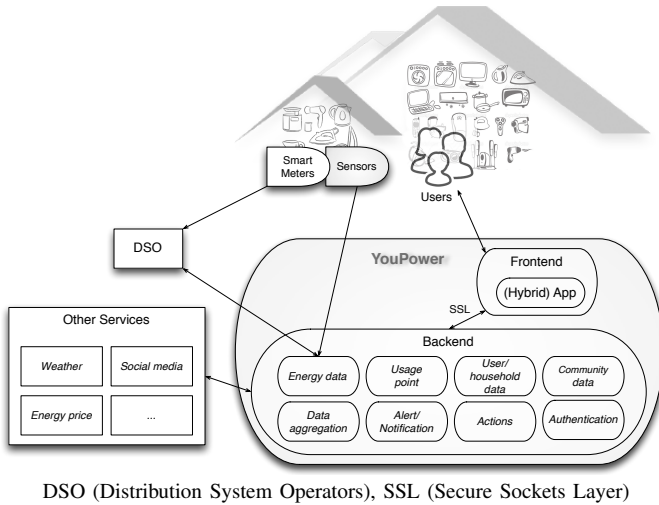 Smart
Meters
Sensors
Users
DSO
YouPower
Frontend
(Hybrid) App
SSL
Other Services
Weather
Social media
Energy price
...
Backend
Energy data
Usage
point
User/
household
data
Community
data
Data
aggregation
Alert/
Notification
Actions
Authentication
DSO (Distribution System Operators), SSL (Secure Sockets Layer)